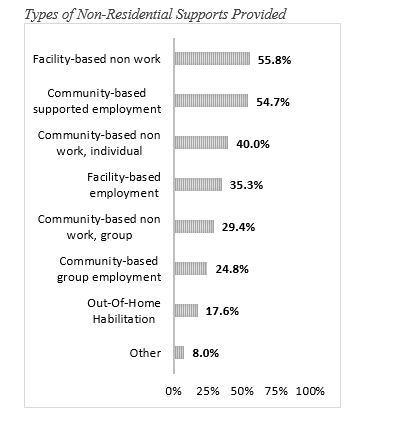 Types of Non-Residential Supports Provided
Facility-based non work
55.8%
Community-based
supported employment
54.7%
Community-based non
work, individual
40.0%
Facility-based
employment
35.3%
Community-based non
work, group
29.4%
Community-based
group employment
24.8%
Out-Of-Home
Habilitation
17.6%
Other
8.0%
0% 25% 50% 75% 100%